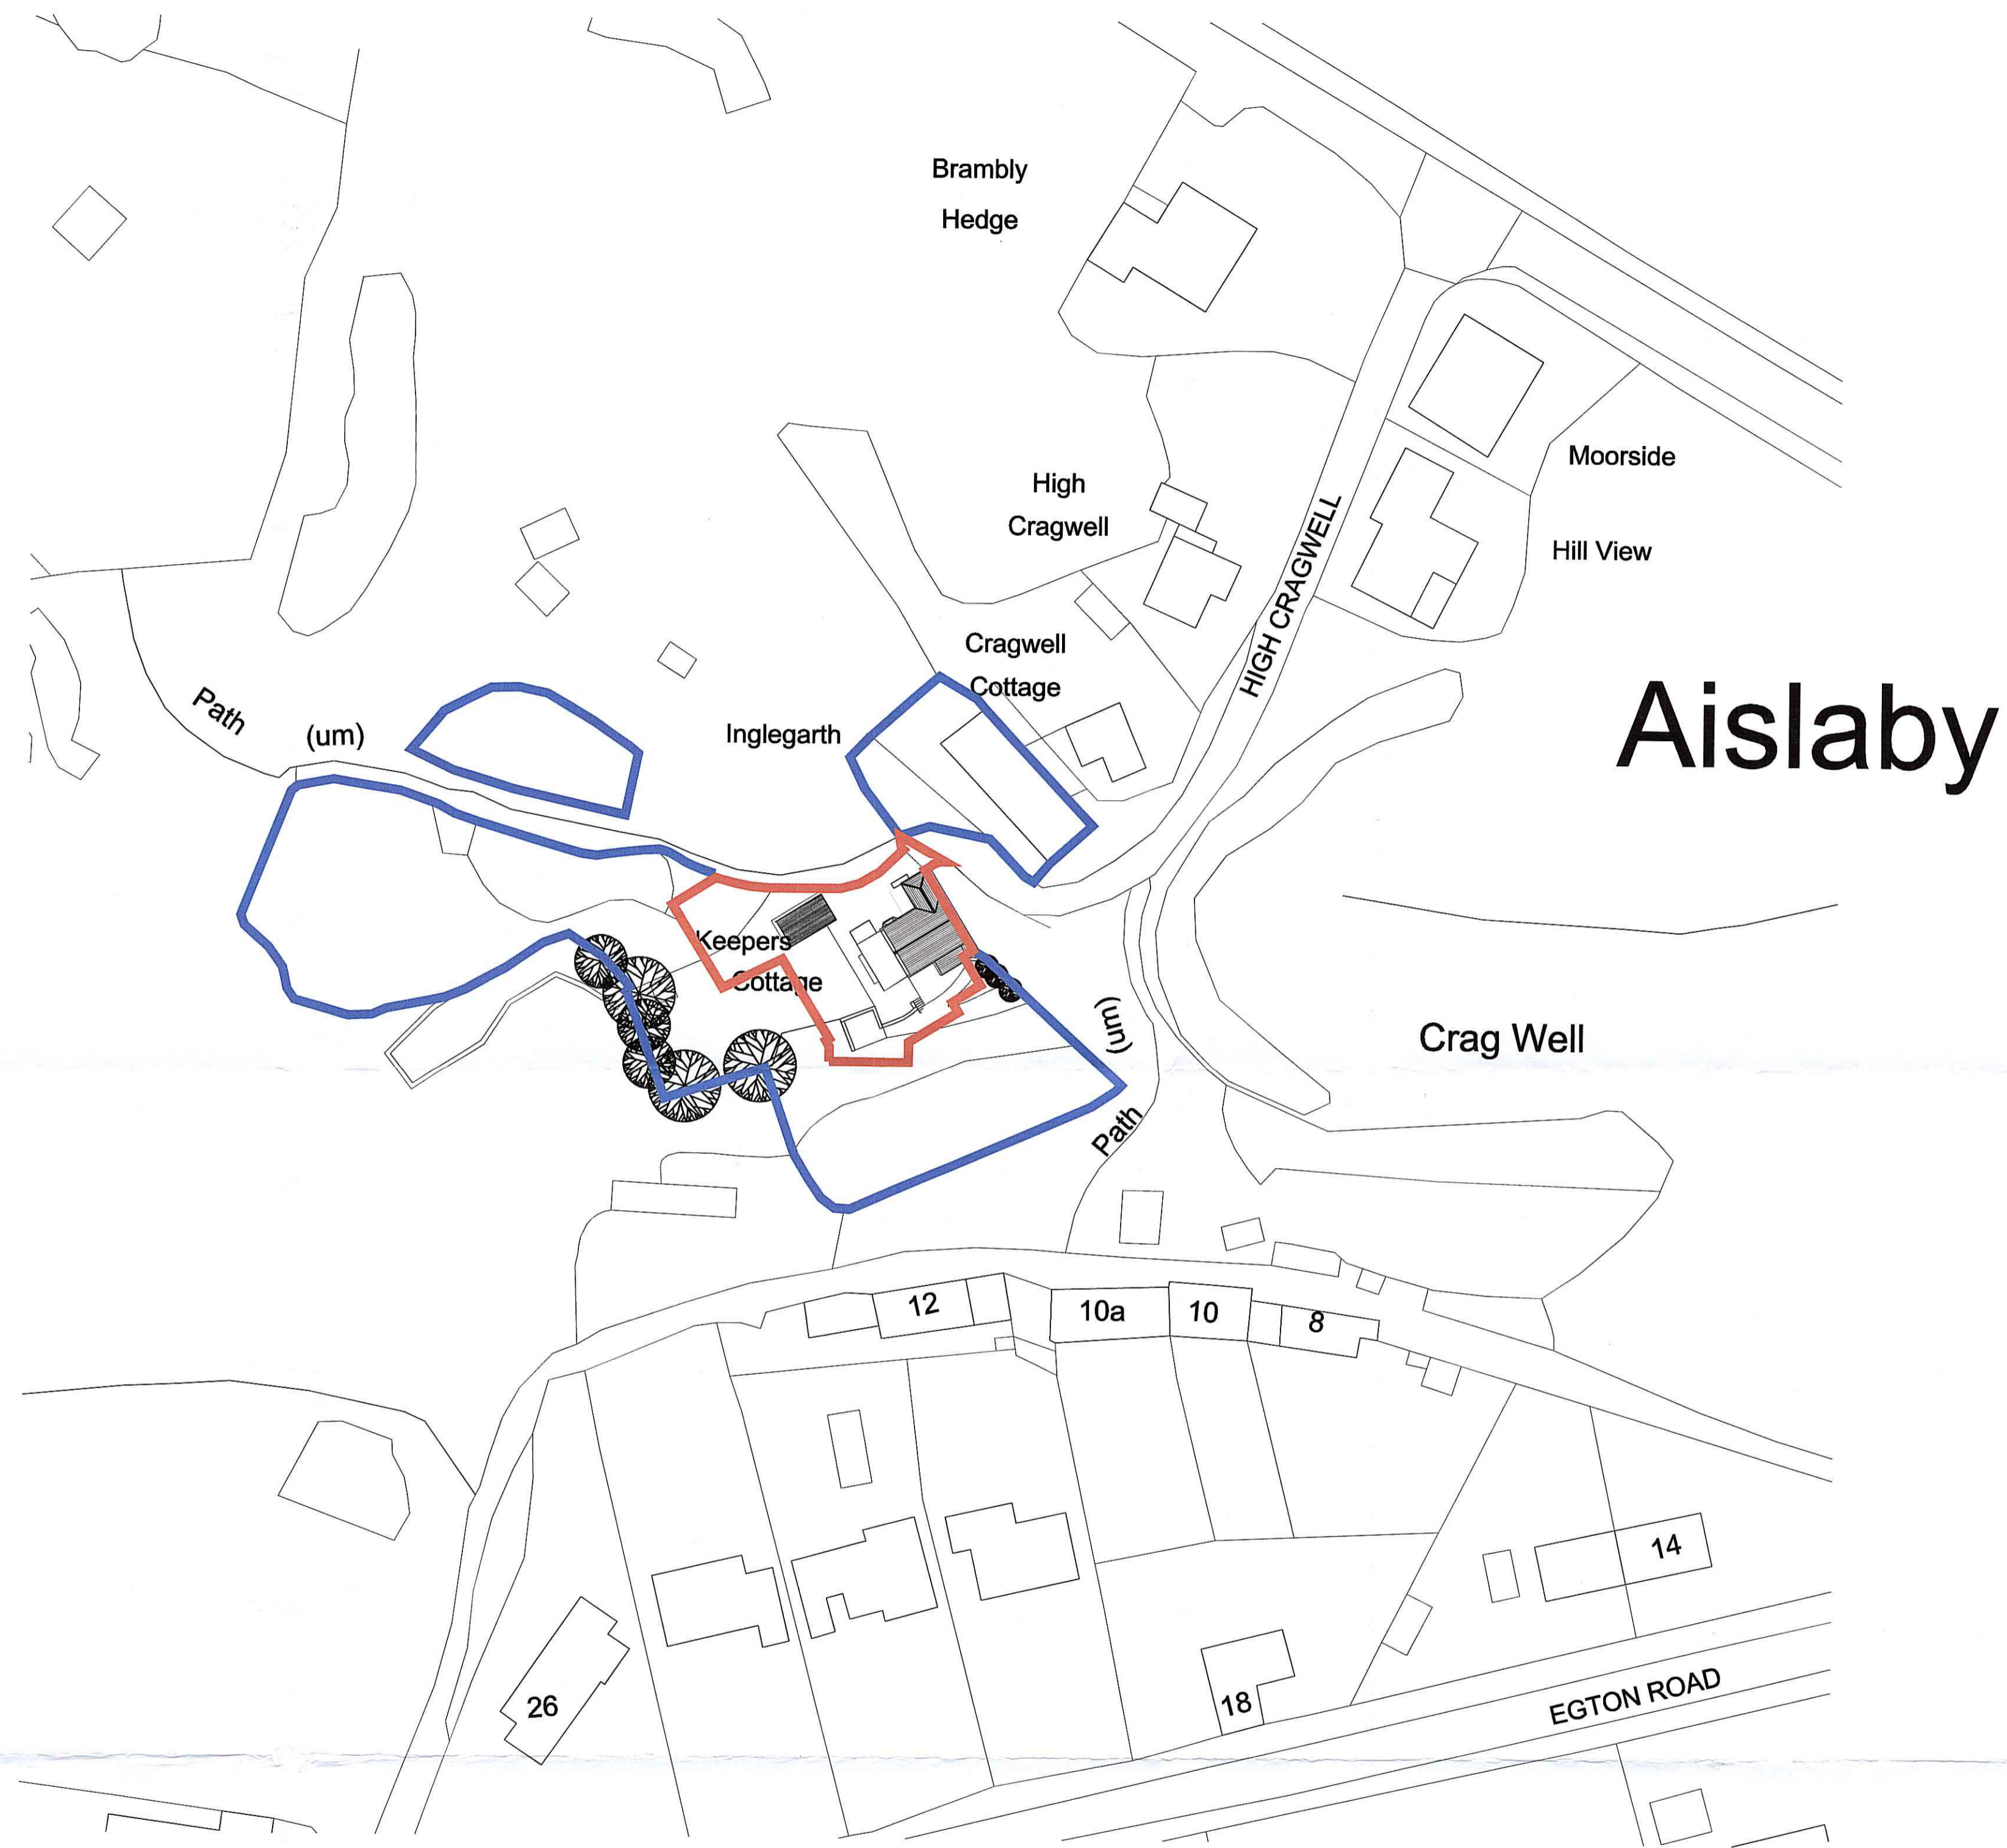 Brambly
Hedge
High
Cragwell
HIGH CRAGWELL
Moorside
Hill View
Cragwell
Cottage
Aislaby
Path
(um)
Inglegarth
Keepers
Cottage
(um)
Path
Crag Well
12
10a
10
8
14
26
18
EGTON ROAD